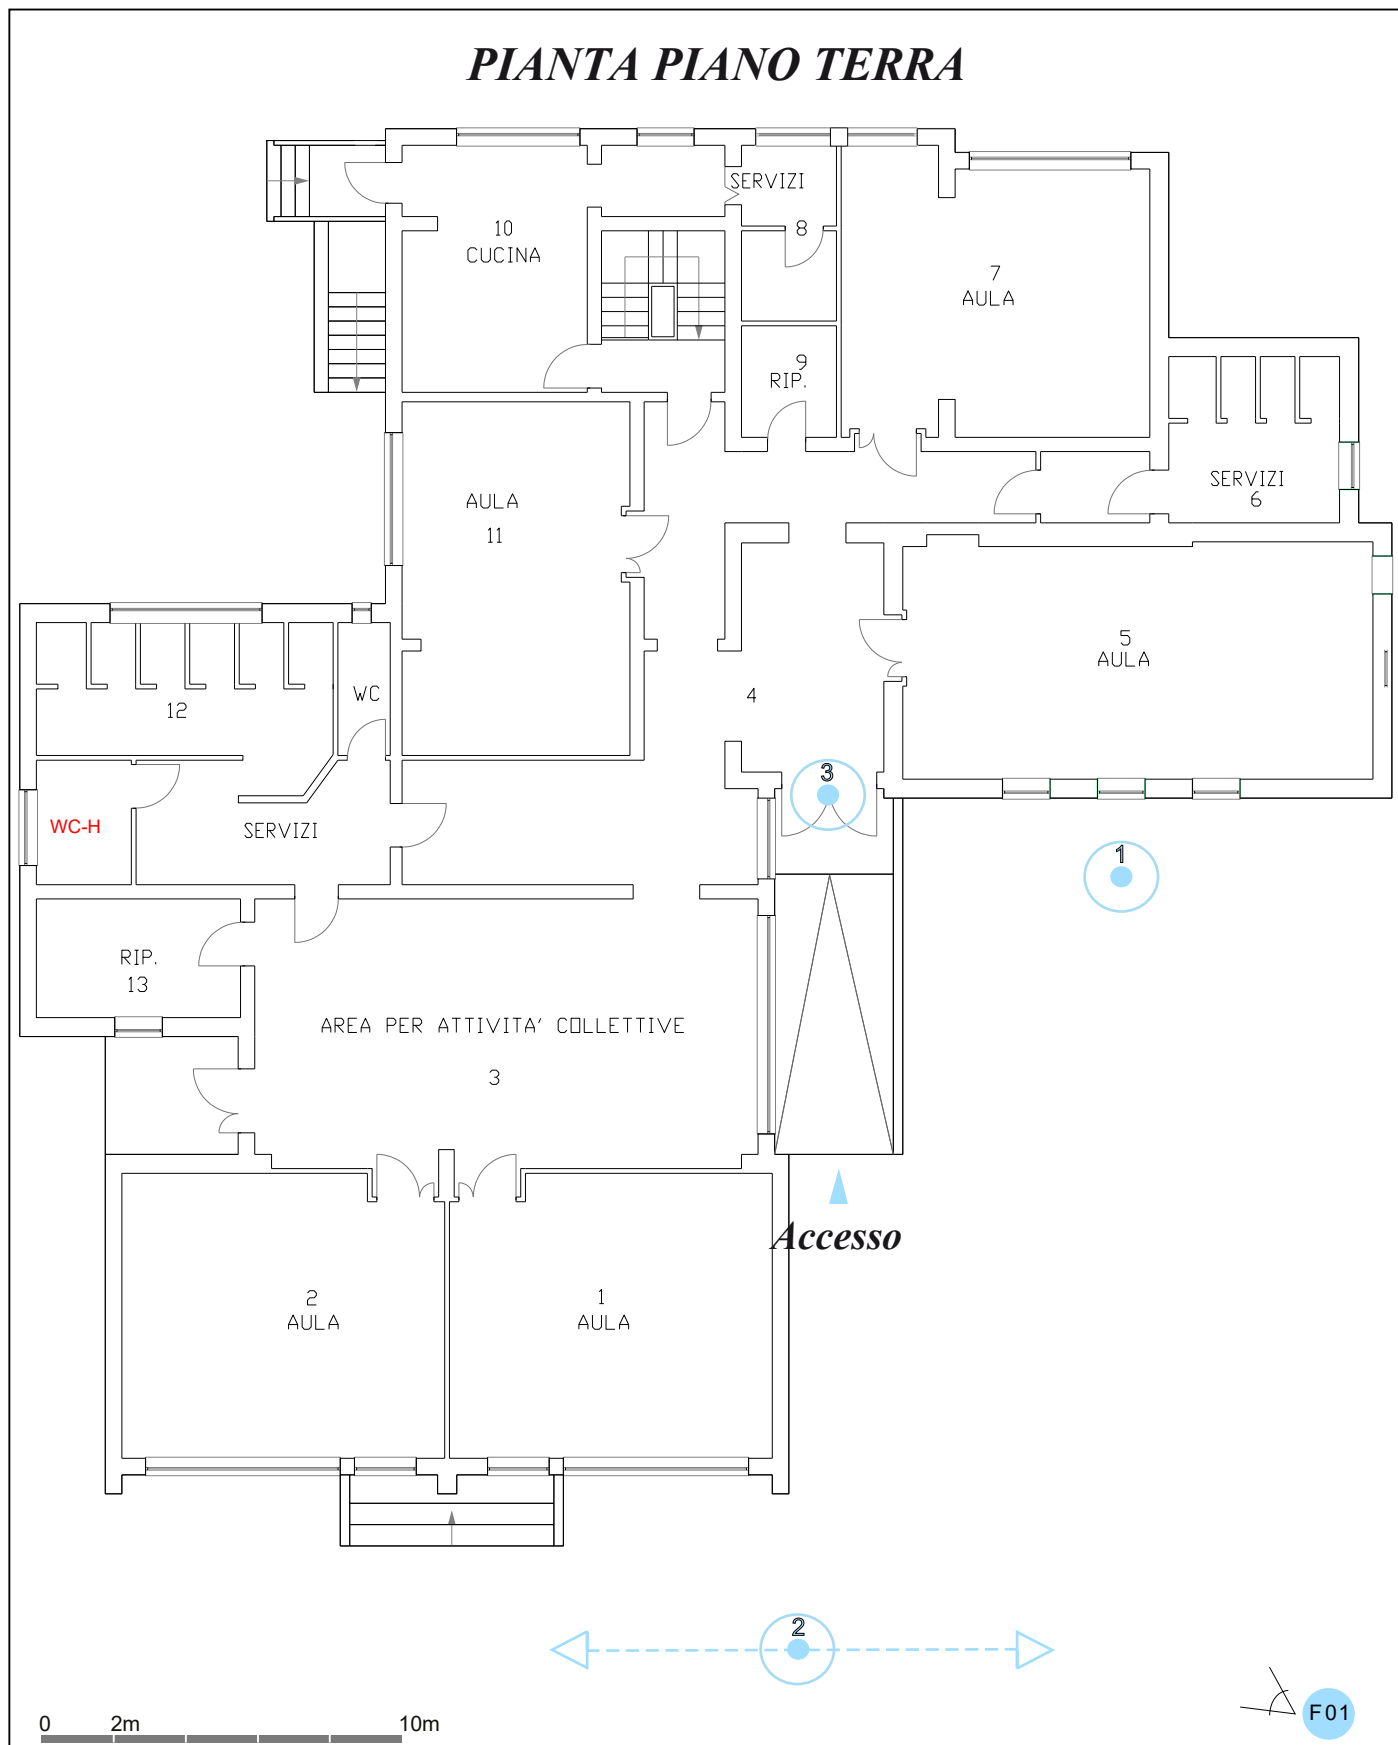 PIANTA PIANO TERRA
SERVIZI
8
10
CUCINA
7
AULA
9
RIP.
SERVIZI
6
AULA
11
5
AULA
WC
12
4
3
WC-H
SERVIZI
1
RIP.
13
AREA PER ATTIVITA' COLLETTIVE
3
Accesso
2
AULA
1
AULA
2
F01
0 2m 10m